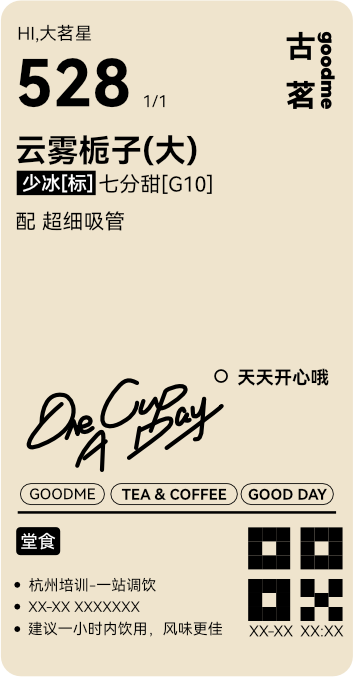 HI,大茗星
古茗
goodme
528 1/1
云雾栀子(大)
少冰[标] 七分甜[G10]
配 超细吸管
天天开心哦
One Cup
A Day
GOODME
TEA & COFFEE
GOOD DAY
堂食
杭州培训-一站调饮
XX-XX XXXXXXX
建议一小时内饮用，风味更佳
XX-XX XX:XX